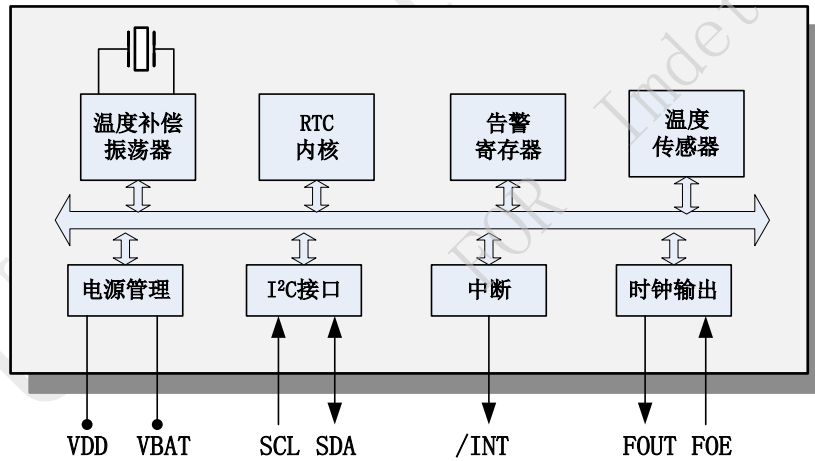 温度补偿
振荡器
RTC
内核
告警
寄存器
温度
传感器
电源管理
I²C接口
中断
时钟输出
VDD VBAT SCL SDA /INT FOUT FOE
FOR Imdet